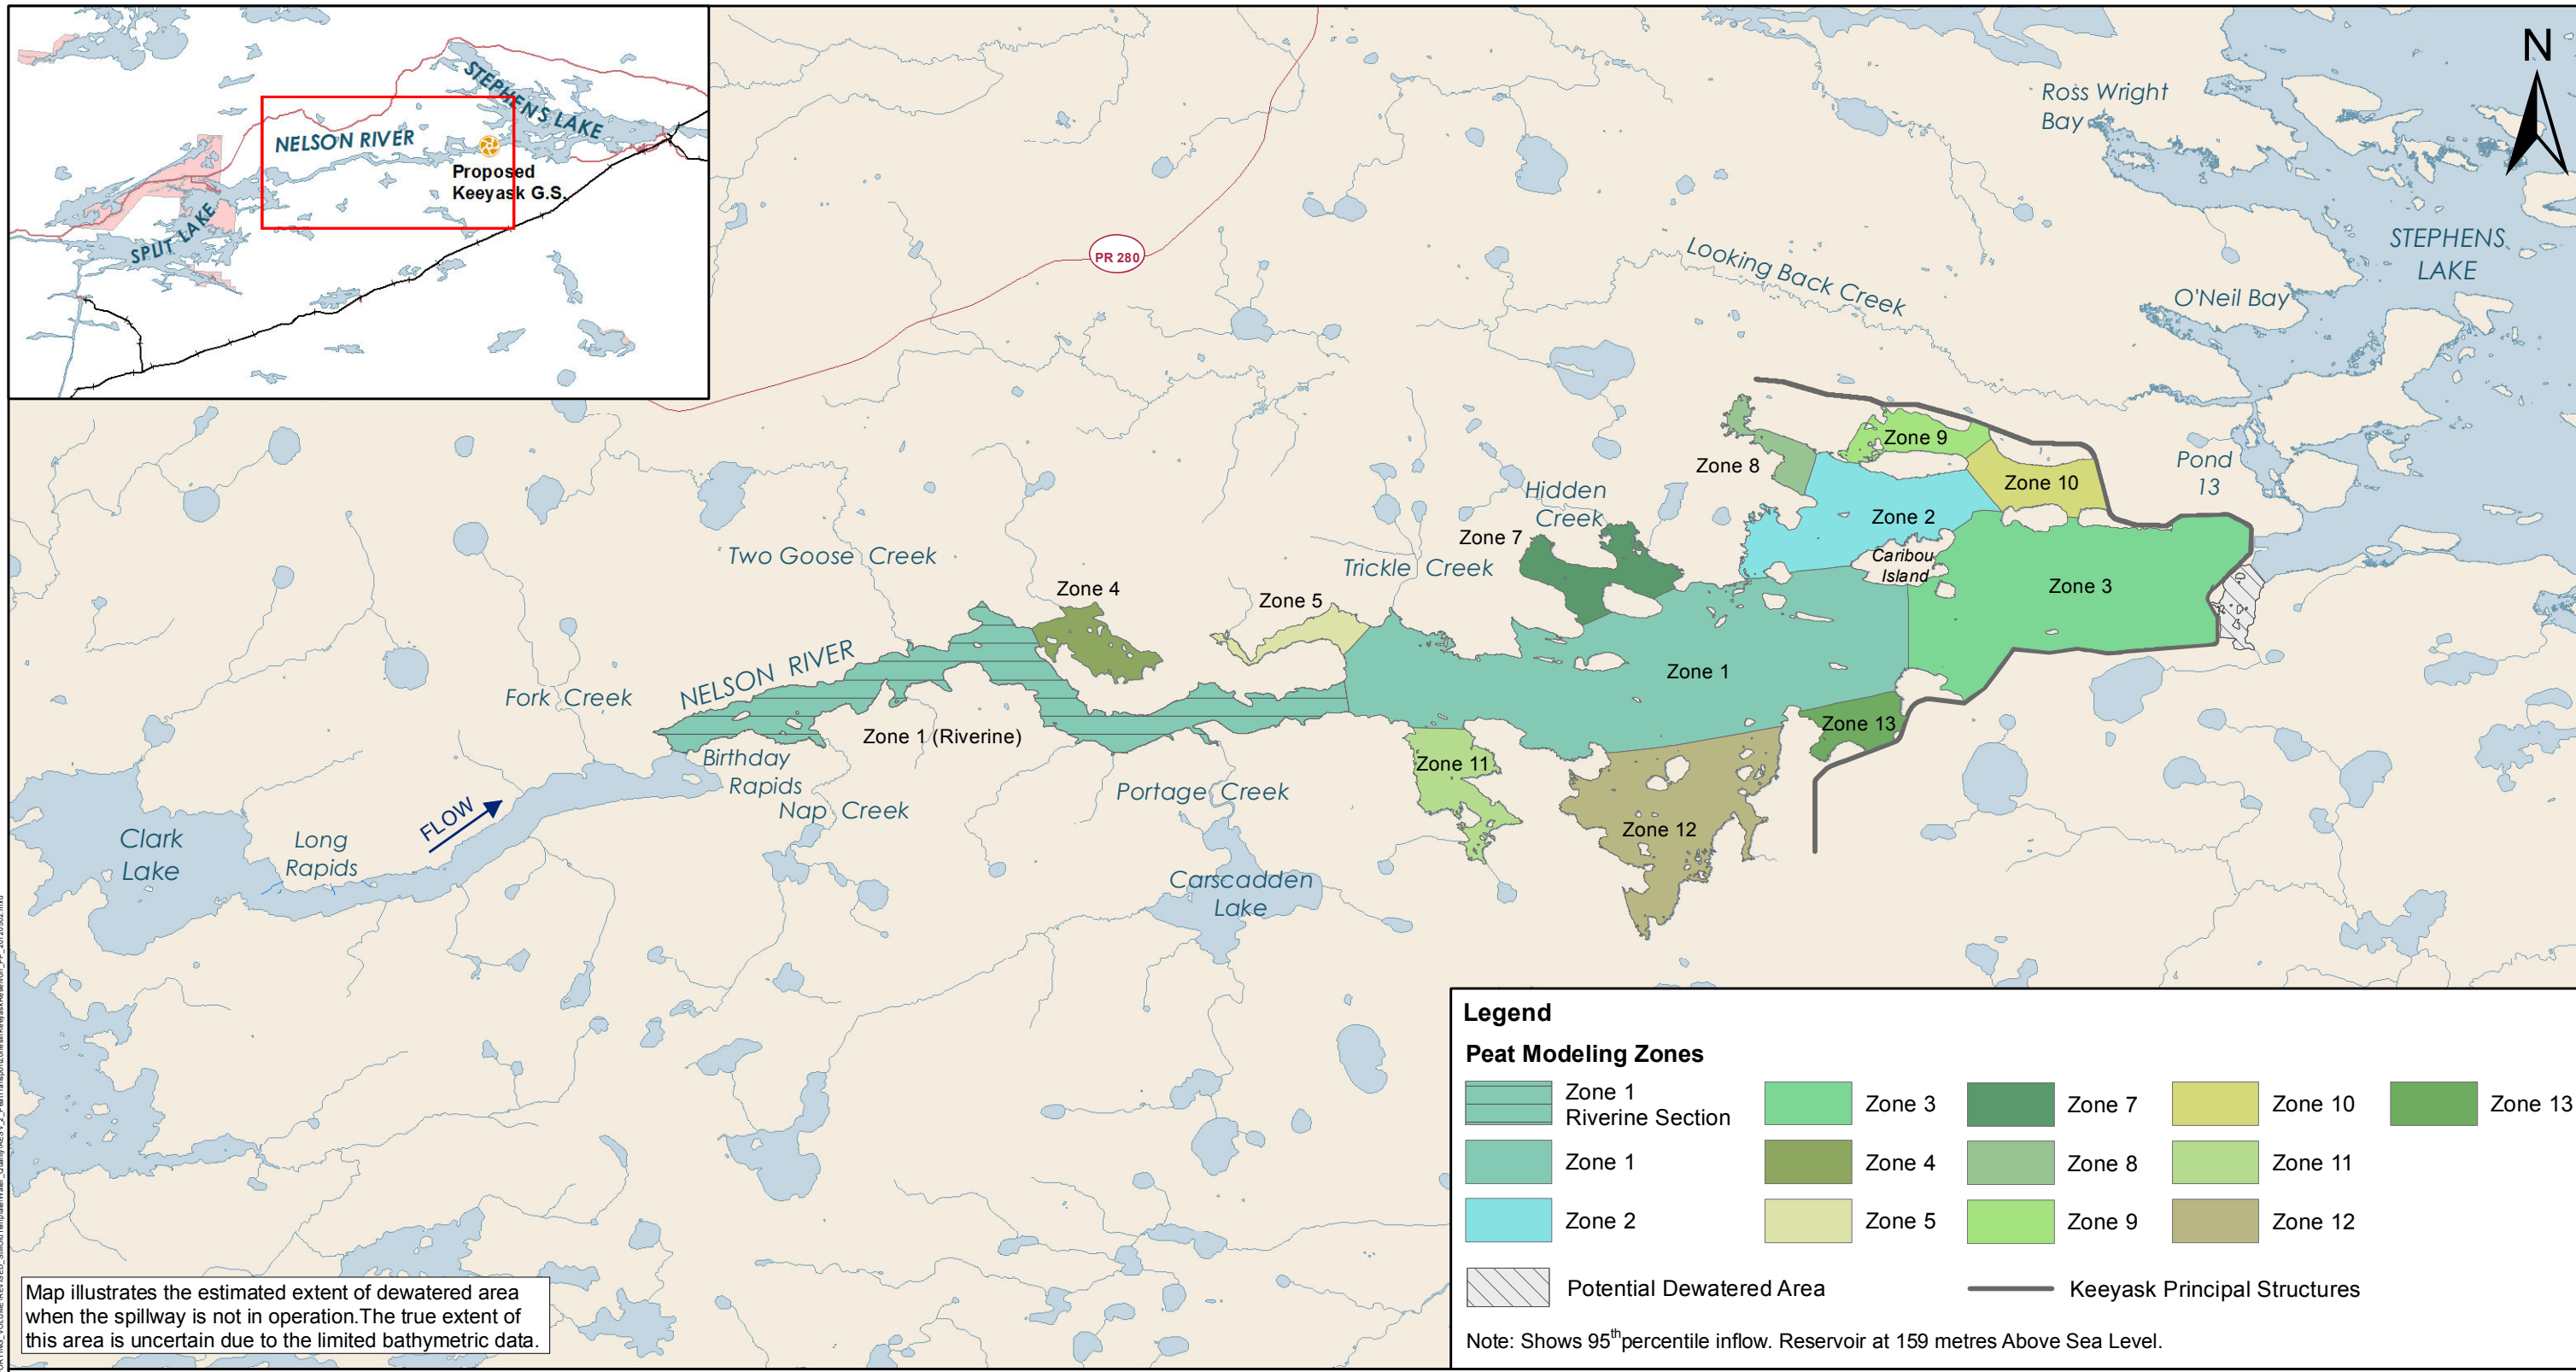 STEPHENS LAKE
NELSON RIVER
Proposed
Keeyask G.S.
SPLIT LAKE
PR 280
N
Ross Wright
Bay
STEPHENS
LAKE
O'Neil Bay
Looking Back Creek
Pond
13
Zone 9
Zone 8
Zone 10
Zone 2
Hidden
Creek
Zone 7
Caribou
Island
Zone 3
Trickle Creek
Two Goose Creek
Zone 4
Zone 5
NELSON RIVER
Fork Creek
Zone 1
Zone 1 (Riverine)
Zone 13
Birthday
Rapids
Nap Creek
Portage Creek
Zone 11
Zone 12
FLOW
Clark
Lake
Long
Rapids
Carscadden
Lake
Legend
Peat Modeling Zones
Zone 1
Riverine Section
Zone 3
Zone 7
Zone 10
Zone 13
Zone 1
Zone 4
Zone 8
Zone 11
Zone 2
Zone 5
Zone 9
Zone 12
Potential Dewatered Area
Keeyask Principal Structures
Note: Shows 95th percentile inflow. Reservoir at 159 metres Above Sea Level.
Map illustrates the estimated extent of dewatered area
when the spillway is not in operation.The true extent of
this area is uncertain due to the limited bathymetric data.